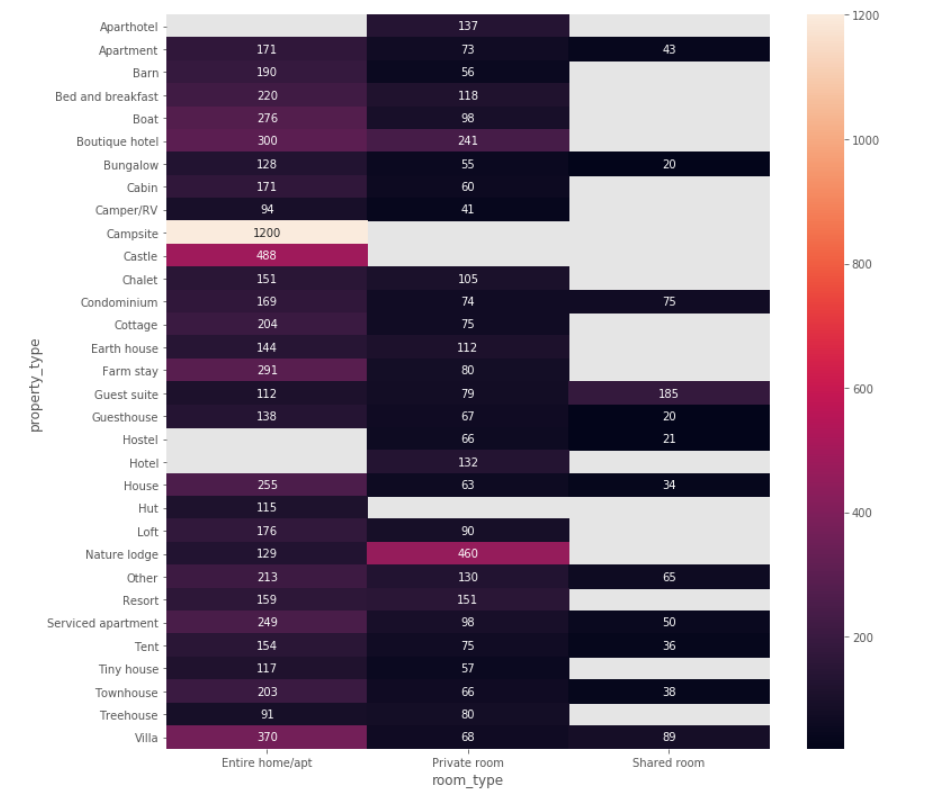 Aparthotel 137
Apartment 171 73 43
Barn 190 56
Bed and breakfast 220 118
Boat 276 98
Boutique hotel 300 241
Bungalow 128 55 20
Cabin 171 60
Camper/RV 94 41
Campsite 1200
Castle 488
Chalet 151 105
Condominium 169 74 75
Cottage 204 75
Earth house 144 112
Farm stay 291 80
Guest suite 112 79 185
Guesthouse 138 67 20
Hostel 66 21
Hotel 132
House 255 63 34
Hut 115
Loft 176 90
Nature lodge 129 460
Other 213 130 65
Resort 159 151
Serviced apartment 249 98 50
Tent 154 75 36
Tiny house 117 57
Townhouse 203 66 38
Treehouse 91 80
Villa 370 68 89
Entire home/apt Private room Shared room
room_type
property_type
1200
1000
800
600
400
200